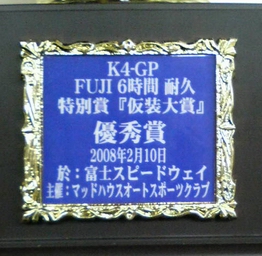 K4-GP
FUJI 6時間 耐久
特別賞『仮装大賞』
優秀賞
2008年2月10日
於：富士スピードウェイ
主催：マッドハウスオートスポーツクラブ